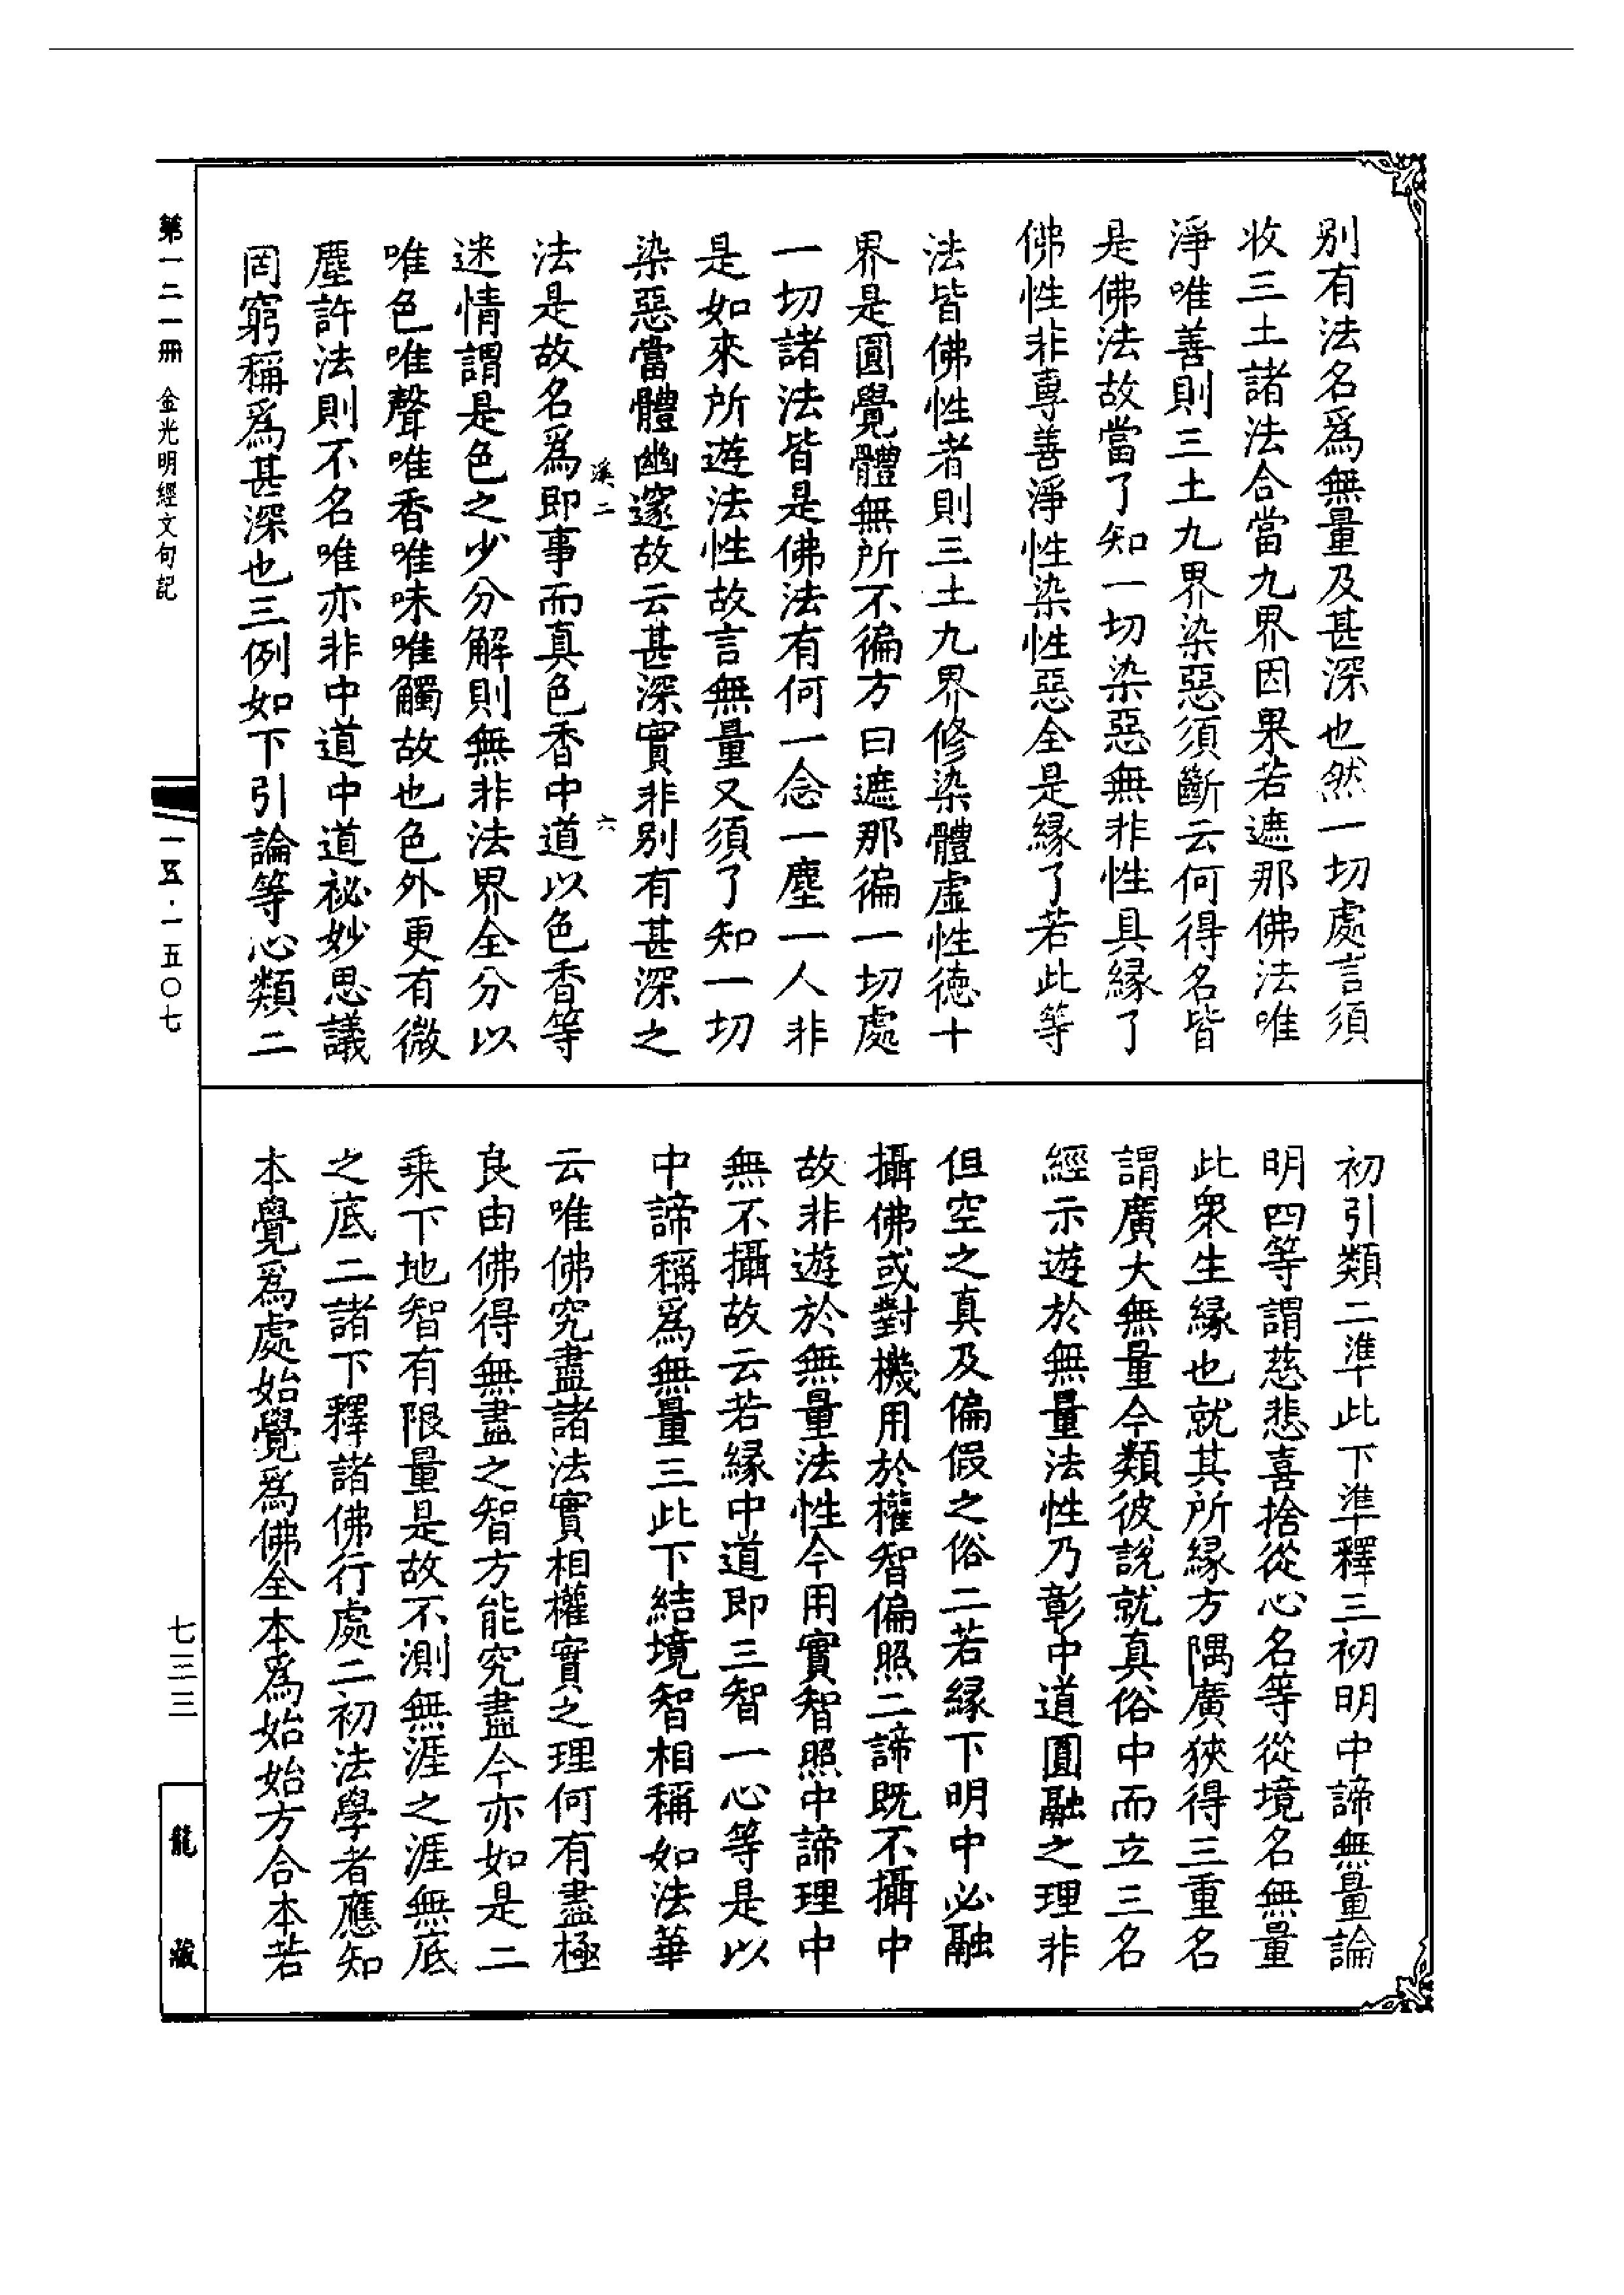 別有法名爲無量及甚深也然一切處言須
收三土諸法合當九界因果若遮那佛法唯
淨唯善則三土九界染惡須斷云何得名皆
是佛法故當了知一切染惡無非性具緣了
佛性非專善淨性染性惡全是緣了若此等
法皆佛性者則三土九界修染體虛性德十
界是圓覺體無所不徧方曰遮那徧一切處
一切諸法皆是佛法有何一念一塵一人非
是如來所遊法性故言無量又須了知一切
染惡當體幽邃故云甚深實非別有甚深之
溪二 六
法是故名爲即事而真色香中道以色香等
迷情謂是色之少分解則無非法界全分以
唯色唯聲唯香唯味唯觸故也色外更有微
塵許法則不名唯亦非中道中道祕妙思議
罔窮稱爲甚深也三例如下引論等心類二
初引類二準此下準釋三初明中諦無量論
明四等謂慈悲喜捨從心名等從境名無量
此衆生緣也就其所緣方隅廣狹得三重名
謂廣大無量今類彼說就真俗中而立三名
經示遊於無量法性乃彰中道圓融之理非
但空之真及偏假之俗二若緣下明中必融
攝佛或對機用於權智偏照二諦既不攝中
故非遊於無量法性今用實智照中諦理中
無不攝故云若緣中道即三智一心等是以
中諦稱爲無量三此下結境智相稱如法華
云唯佛究盡諸法實相權實之理何有盡極
良由佛得無盡之智方能究盡今亦如是二
乘下地智有限量是故不測無涯之涯無底
之底二諸下釋諸佛行處二初法學者應知
本覺爲處始覺爲佛全本爲始始方合本若
第一二一冊 金光明經文句記
一五·一五〇七
七三三
龍藏